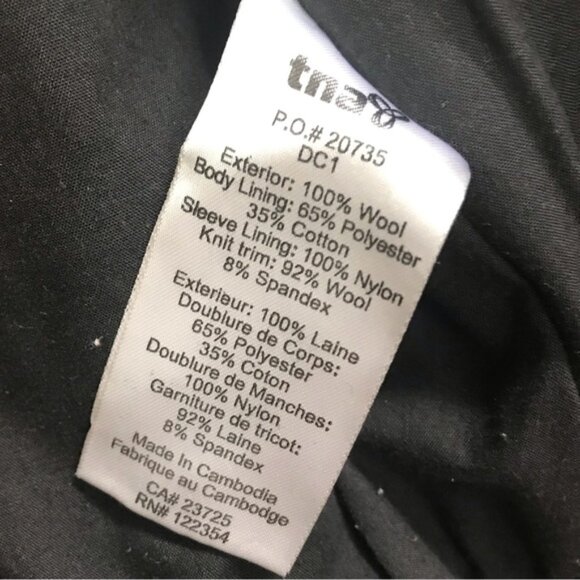 tna
P.O.# 20735
DC1
Exterior: 100% Wool
Body Lining: 65% Polyester
35% Cotton
Sleeve Lining: 100% Nylon
Knit trim: 92% Wool
8% Spandex
Exterieur: 100% Laine
Doublure de Corps:
65% Polyester
35% Coton
Doublure de Manches:
100% Nylon
Garniture de tricot:
92% Laine
8% Spandex
Made In Cambodia
Fabrique au Cambodge
CA# 23725
RN# 122354